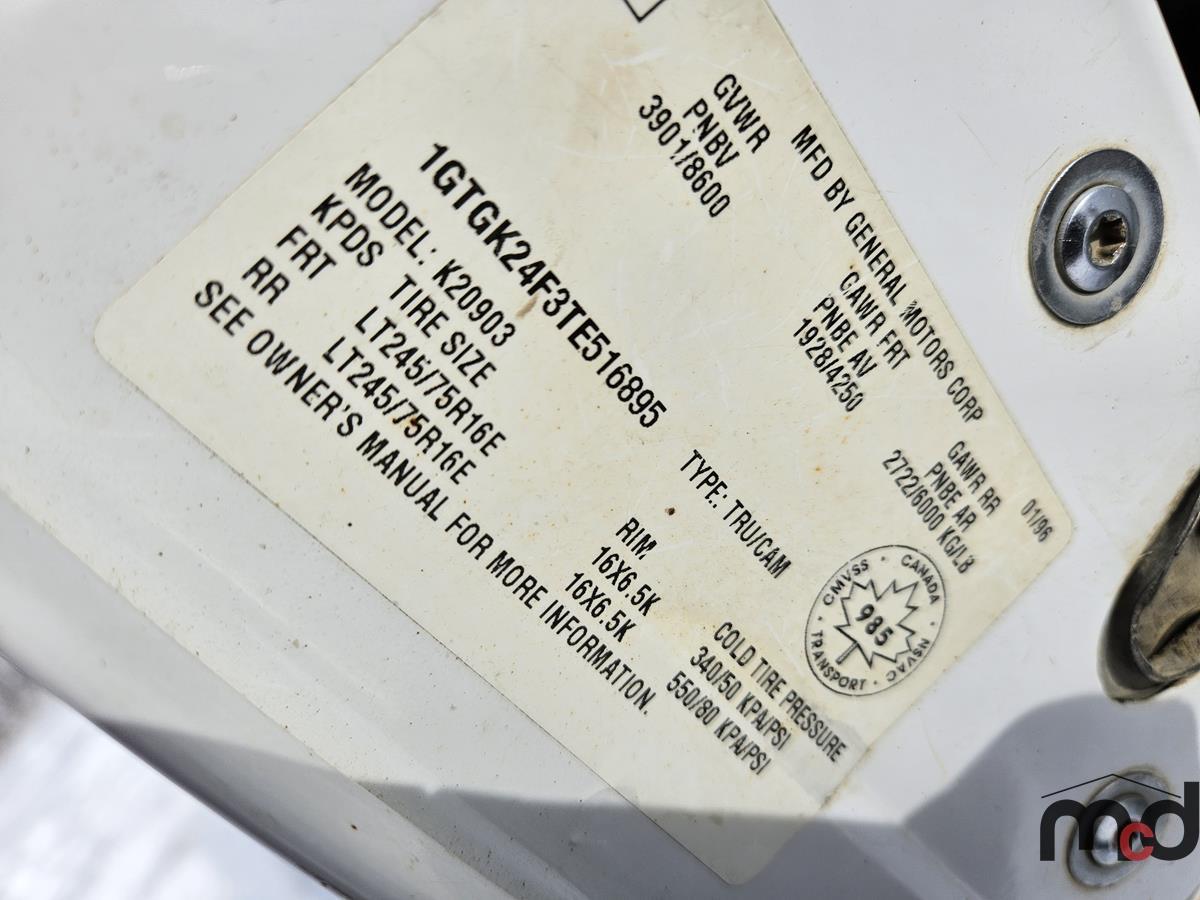 MFD BY GENERAL MOTORS CORP 01/96
GVWR GAWR FRT GAWR RR
PNBV PNBE AV PNBE AR
3901/8600 1928/4250 2722/6000 KG/LB
1GTGK24F3TE516895 TYPE: TRU/CAM
MODEL: K20903
KPDS TIRE SIZE RIM COLD TIRE PRESSURE
FRT LT245/75R16E 16X6.5K 340/50 KPA/PSI
RR LT245/75R16E 16X6.5K 550/80 KPA/PSI
SEE OWNER'S MANUAL FOR MORE INFORMATION.
CMVSS · CANADA
985
TRANSPORT · NSVAC
mcd